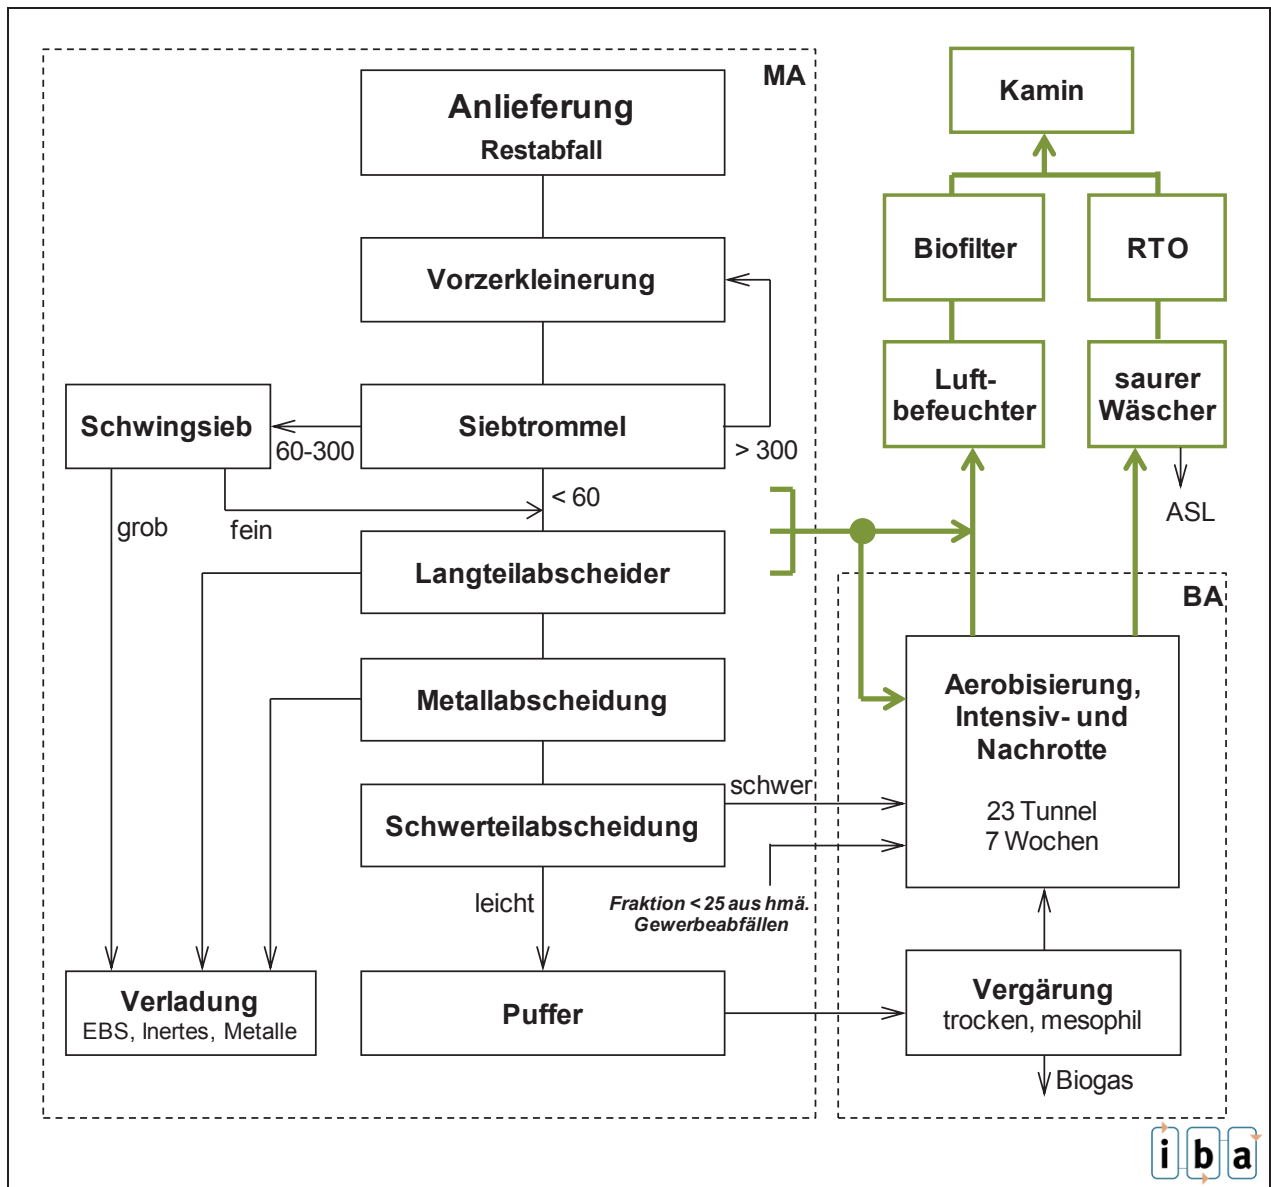 MA
Anlieferung
Restabfall
Vorzerkleinerung
Schwingsieb
60-300
Siebtrommel
> 300
< 60
grob
fein
Langteilabscheider
Metallabscheidung
Schwerteilabscheidung
schwer
leicht
Fraktion < 25 aus hmä.
Gewerbeabfällen
Verladung
EBS, Inertes, Metalle
Puffer
Kamin
Biofilter
RTO
Luft-
befeuchter
saurer
Wäscher
ASL
BA
Aerobisierung,
Intensiv- und
Nachrotte
23 Tunnel
7 Wochen
Vergärung
trocken, mesophil
Biogas
iba